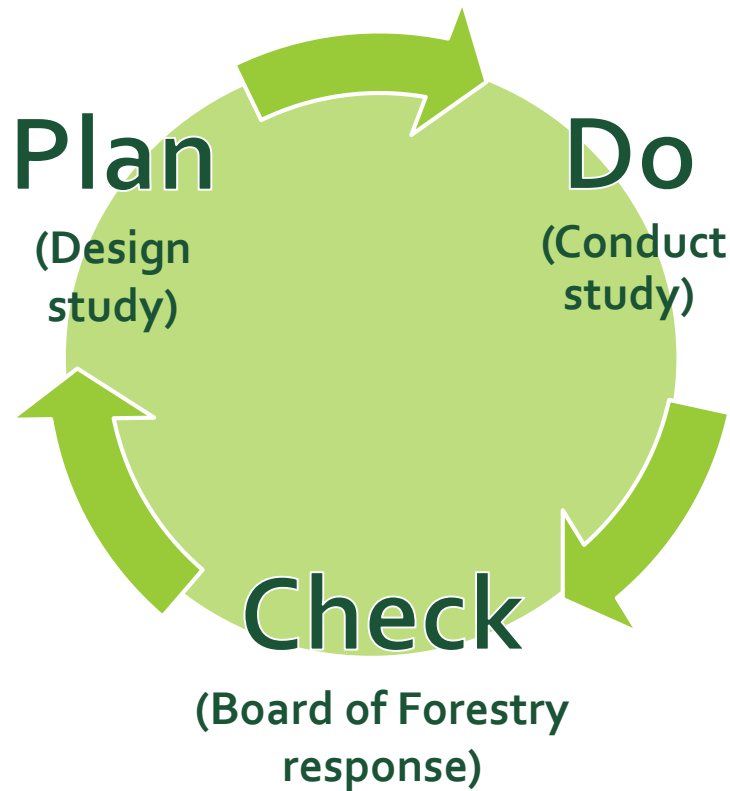 Plan
(Design
study)
Do
(Conduct
study)
Check
(Board of Forestry
response)